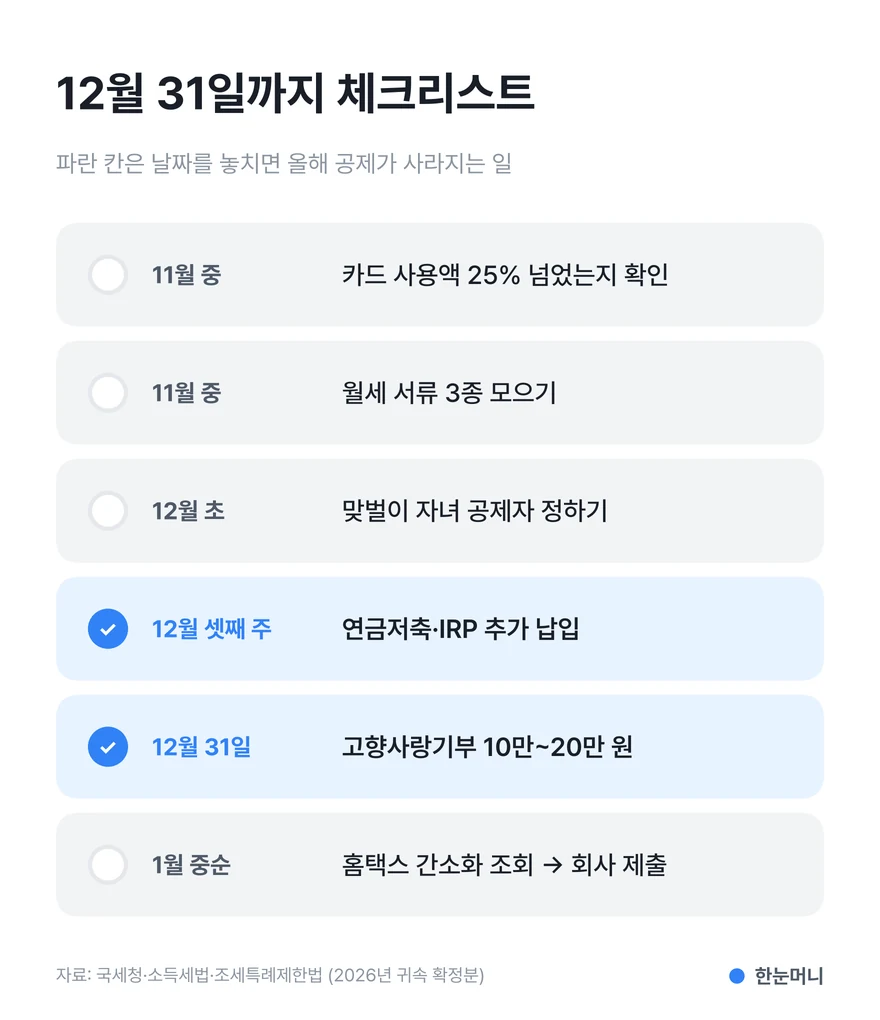 12월 31일까지 체크리스트
파란 칸은 날짜를 놓치면 올해 공제가 사라지는 일
11월 중 카드 사용액 25% 넘었는지 확인
11월 중 월세 서류 3종 모으기
12월 초 맞벌이 자녀 공제자 정하기
12월 셋째 주 연금저축·IRP 추가 납입
12월 31일 고향사랑기부 10만~20만 원
1월 중순 홈택스 간소화 조회 → 회사 제출
자료: 국세청·소득세법·조세특례제한법 (2026년 귀속 확정분)
한눈머니